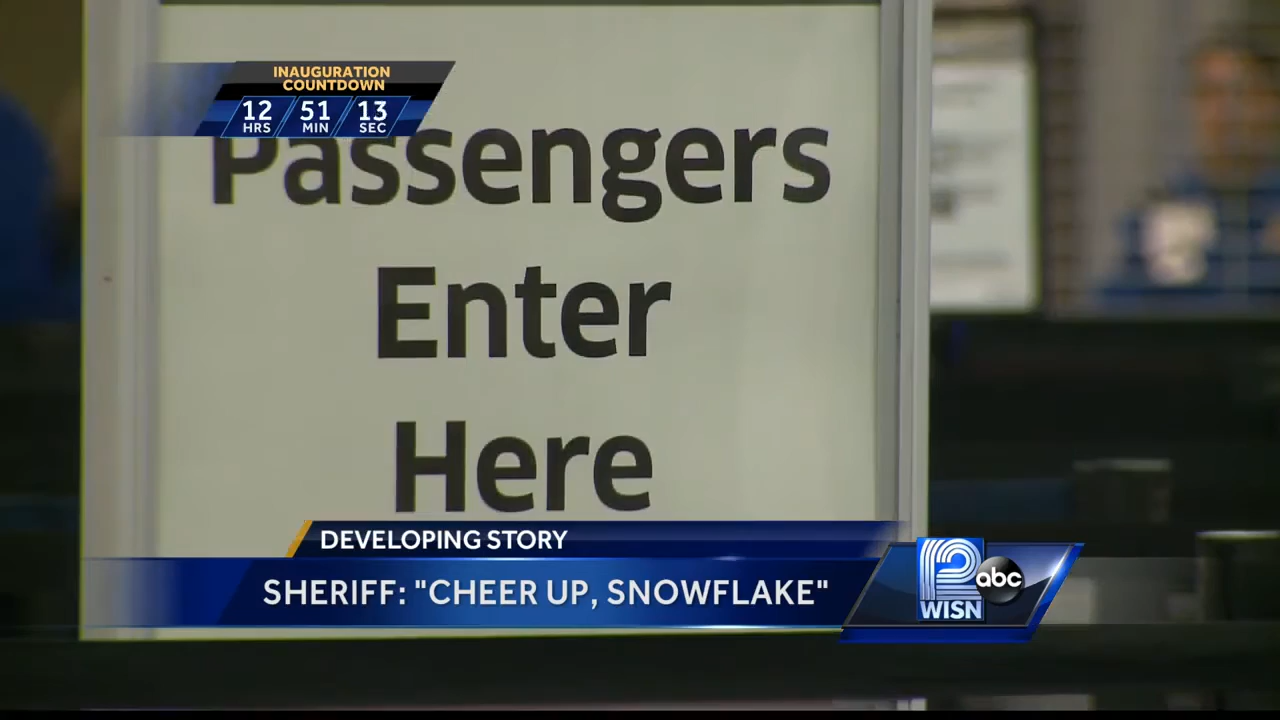 INAUGURATION
COUNTDOWN
12 51 13
HRS MIN SEC
Passengers
Enter
Here
DEVELOPING STORY
SHERIFF: "CHEER UP, SNOWFLAKE"
12 abc
WISN